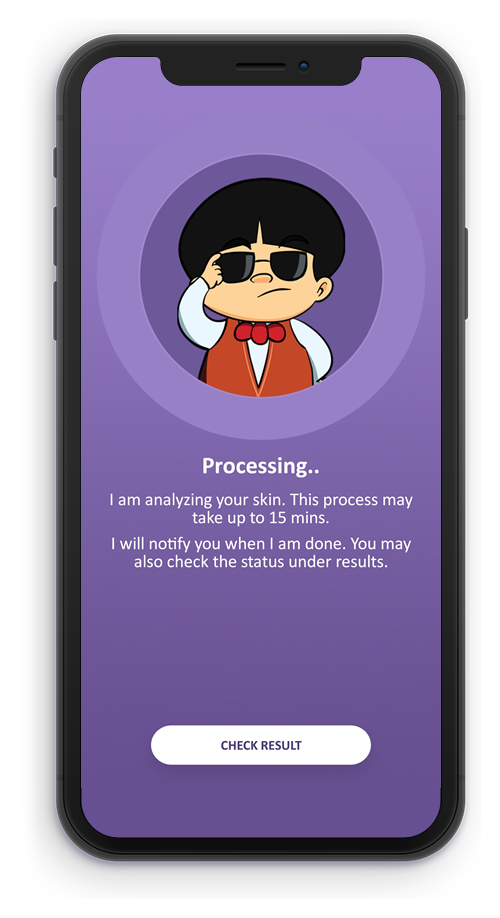 Processing..
I am analyzing your skin. This process may
take up to 15 mins.
I will notify you when I am done. You may
also check the status under results.
CHECK RESULT